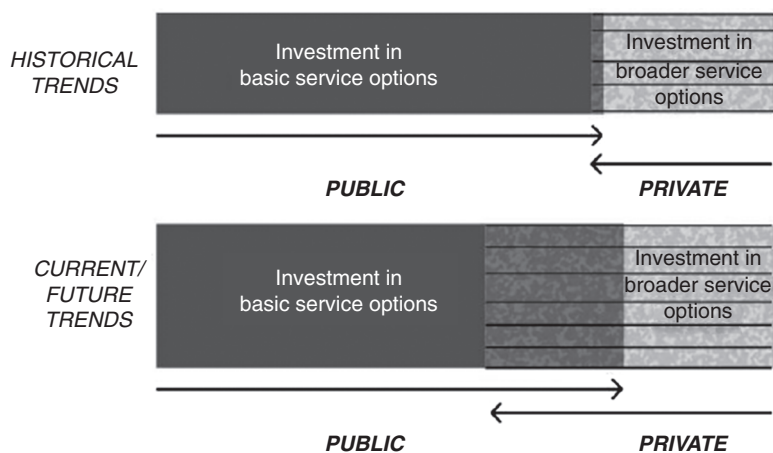 HISTORICAL
TRENDS
Investment in
basic service options
Investment in
broader service
options
PUBLIC
PRIVATE
CURRENT/
FUTURE
TRENDS
Investment in
basic service options
Investment in
broader service
options
PUBLIC
PRIVATE